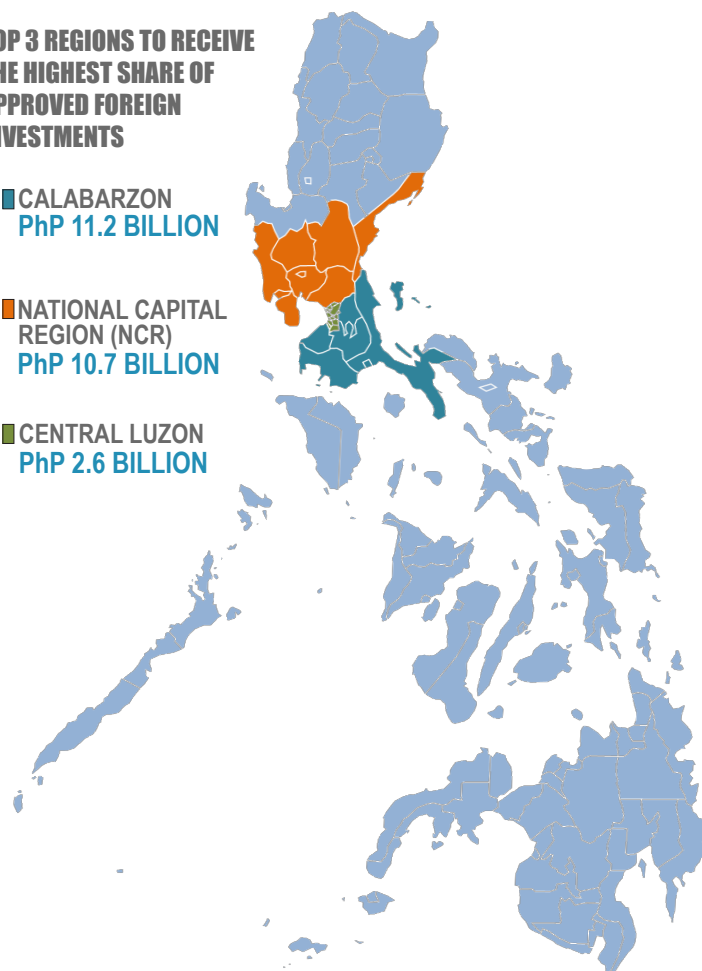 OP 3 REGIONS TO RECEIVE
HE HIGHEST SHARE OF
PPROVED FOREIGN
NVESTMENTS
CALABARZON
PhP 11.2 BILLION
NATIONAL CAPITAL
REGION (NCR)
PhP 10.7 BILLION
CENTRAL LUZON
PhP 2.6 BILLION